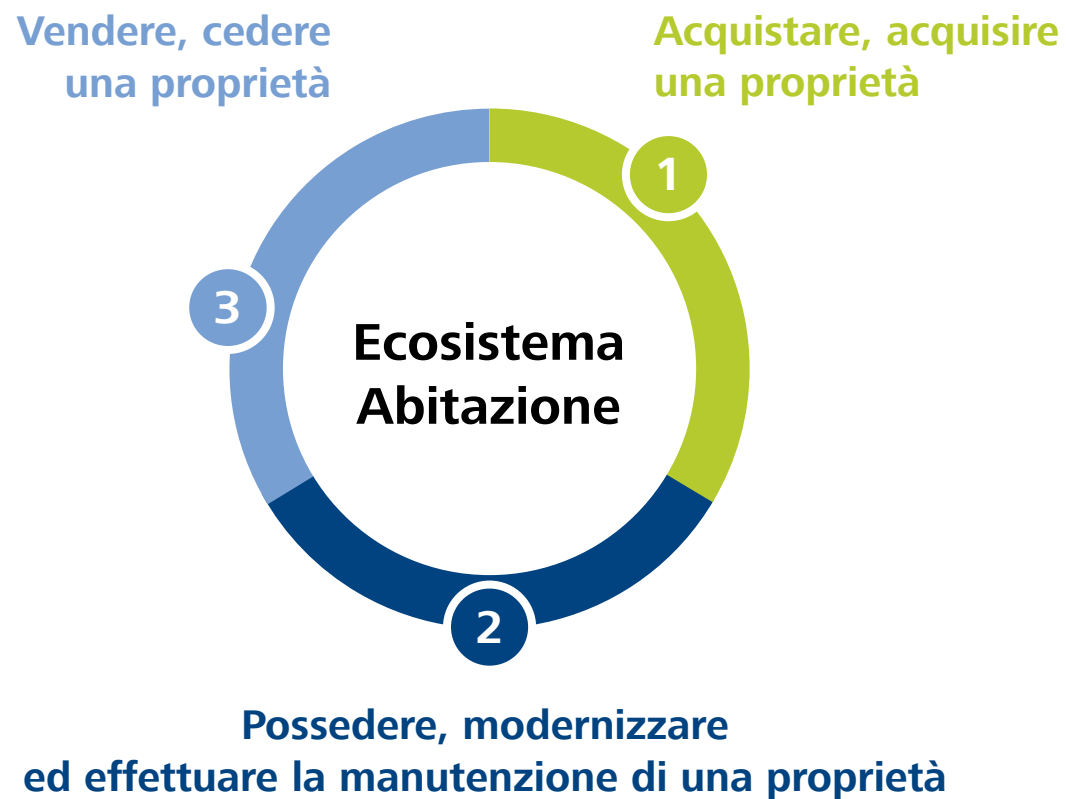 Vendere, cedere
una proprietà
Acquistare, acquisire
una proprietà
1
3
Ecosistema
Abitazione
2
Possedere, modernizzare
ed effettuare la manutenzione di una proprietà